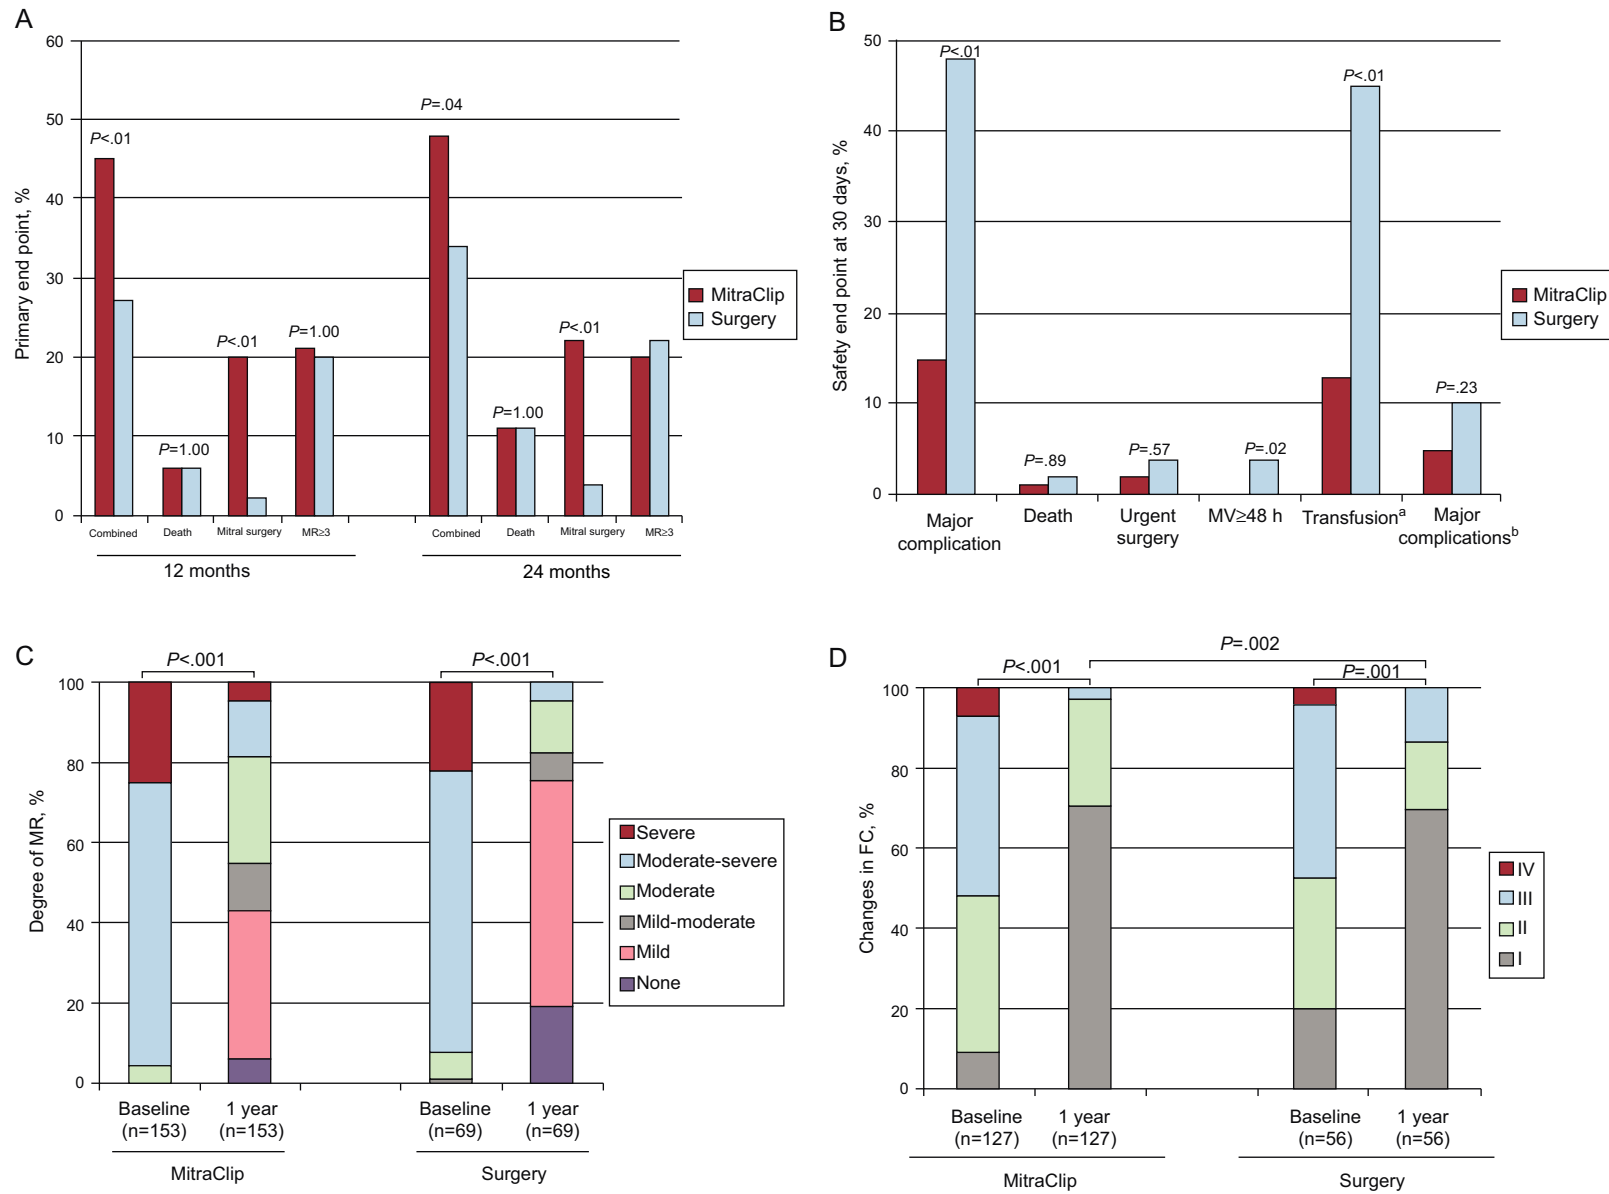 A
Primary end point, %
60
50
40
30
20
10
0
P<.01
P=1.00
P<.01
P=1.00
P=.04
P=1.00
P<.01
Combined
Death
Mitral surgery
MR≥3
Combined
Death
Mitral surgery
MR≥3
12 months
24 months
MitraClip
Surgery
B
Safety end point at 30 days, %
50
40
30
20
10
0
P<.01
P=.89
P=.57
P=.02
P<.01
P=.23
Major
complication
Death
Urgent
surgery
MV≥48 h
Transfusionª
Major
complicationsᵇ
MitraClip
Surgery
C
Degree of MR, %
100
80
60
40
20
0
P<.001
P<.001
Baseline
(n=153)
1 year
(n=153)
Baseline
(n=69)
1 year
(n=69)
MitraClip
Surgery
Severe
Moderate-severe
Moderate
Mild-moderate
Mild
None
D
Changes in FC, %
100
80
60
40
20
0
P<.001
P=.002
P=.001
Baseline
(n=127)
1 year
(n=127)
Baseline
(n=56)
1 year
(n=56)
MitraClip
Surgery
IV
III
II
I